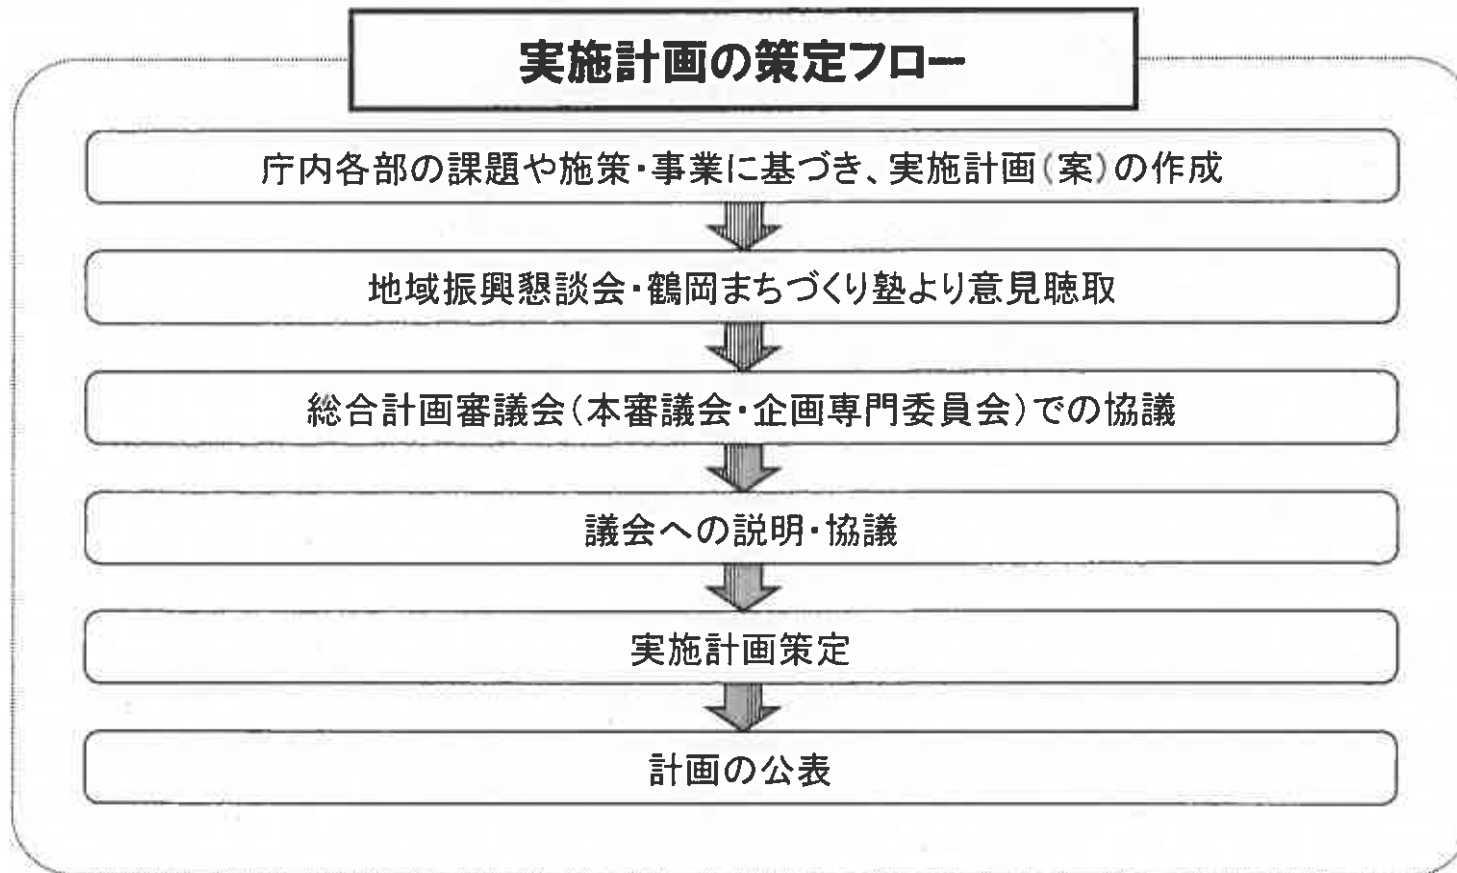 実施計画の策定フロー
庁内各部の課題や施策・事業に基づき、実施計画(案)の作成
地域振興懇談会・鶴岡まちづくり塾より意見聴取
総合計画審議会(本審議会・企画専門委員会)での協議
議会への説明・協議
実施計画策定
計画の公表